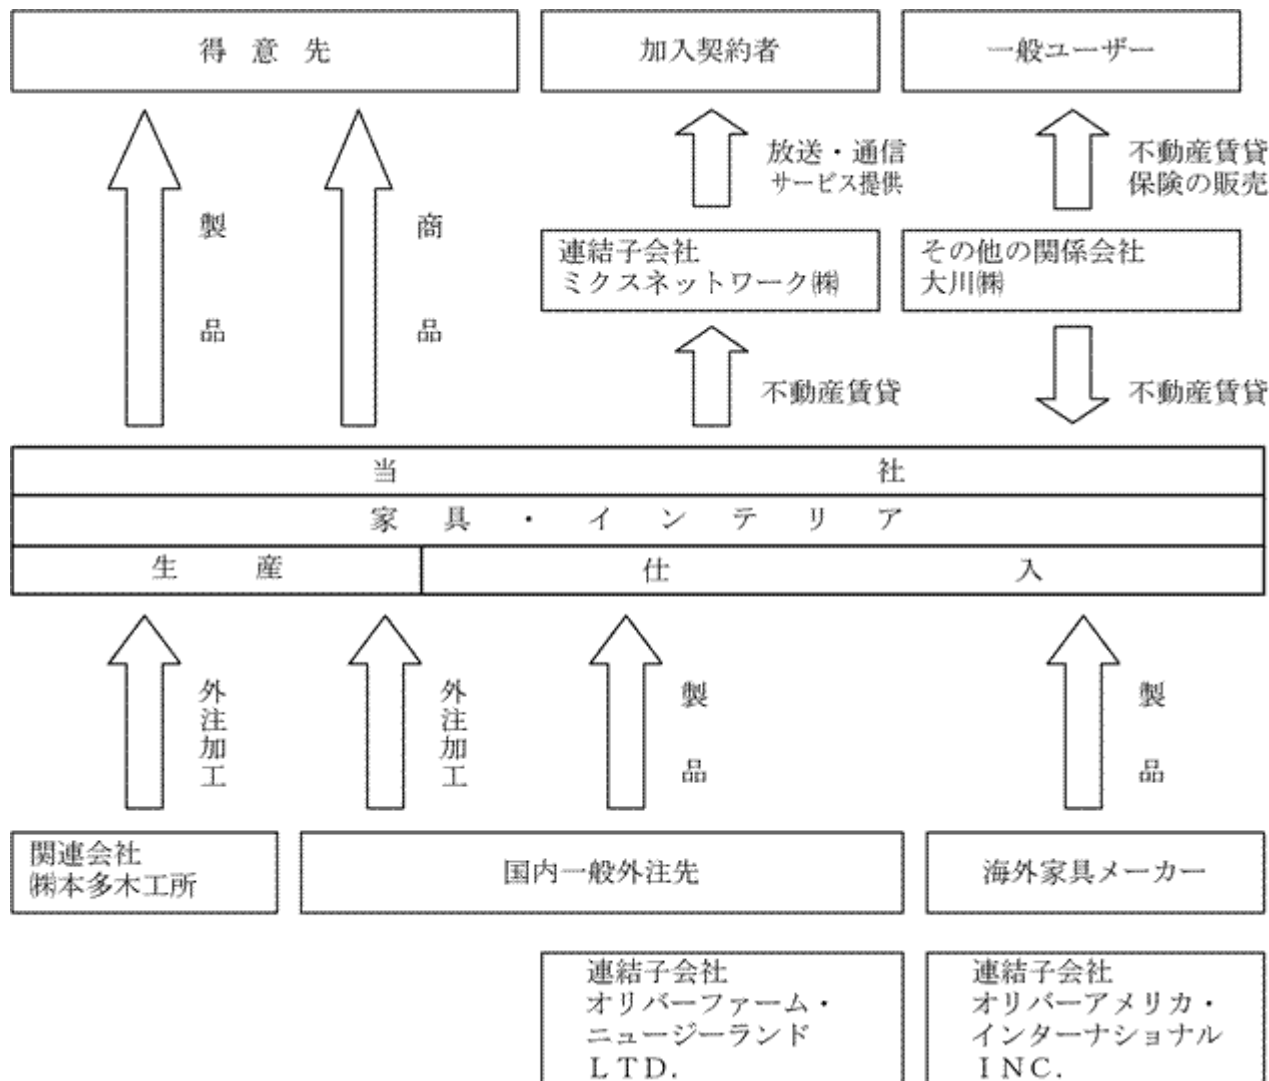 得意先
加入契約者
一般ユーザー
放送・通信
サービス提供
不動産賃貸
保険の販売
製品
商品
連結子会社
ミクスネットワーク㈱
その他の関係会社
大川㈱
不動産賃貸
不動産賃貸
当社
家具・インテリア
生産
仕入
外注加工
外注加工
製品
製品
関連会社
㈱本多木工所
国内一般外注先
海外家具メーカー
連結子会社
オリバーファーム・
ニュージーランド
ＬＴＤ．
連結子会社
オリバーアメリカ・
インターナショナル
ＩＮＣ．